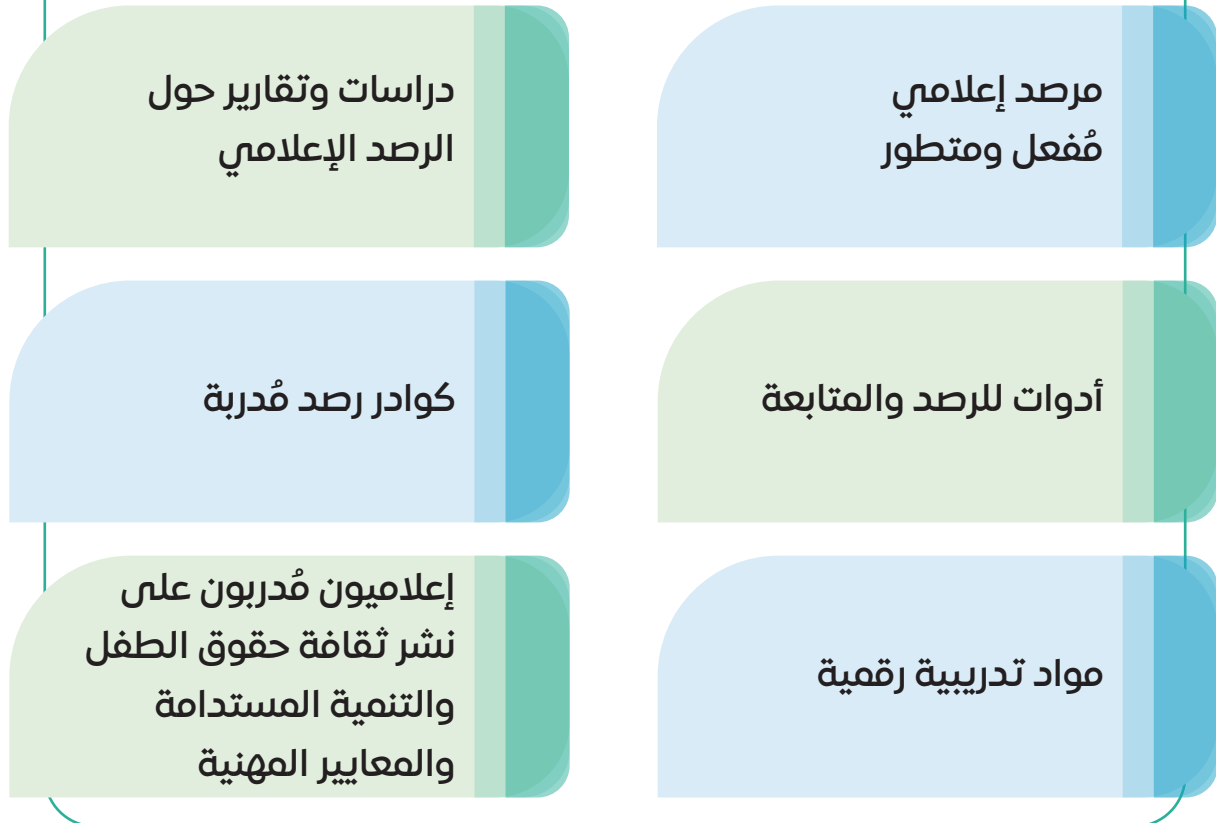 مرصد إعلامي
مُفعل ومتطور
دراسات وتقارير حول
الرصد الإعلامي
أدوات للرصد والمتابعة
كوادر رصد مُدربة
مواد تدريبية رقمية
إعلاميون مُدربون على
نشر ثقافة حقوق الطفل
والتنمية المستدامة
والمعايير المهنية